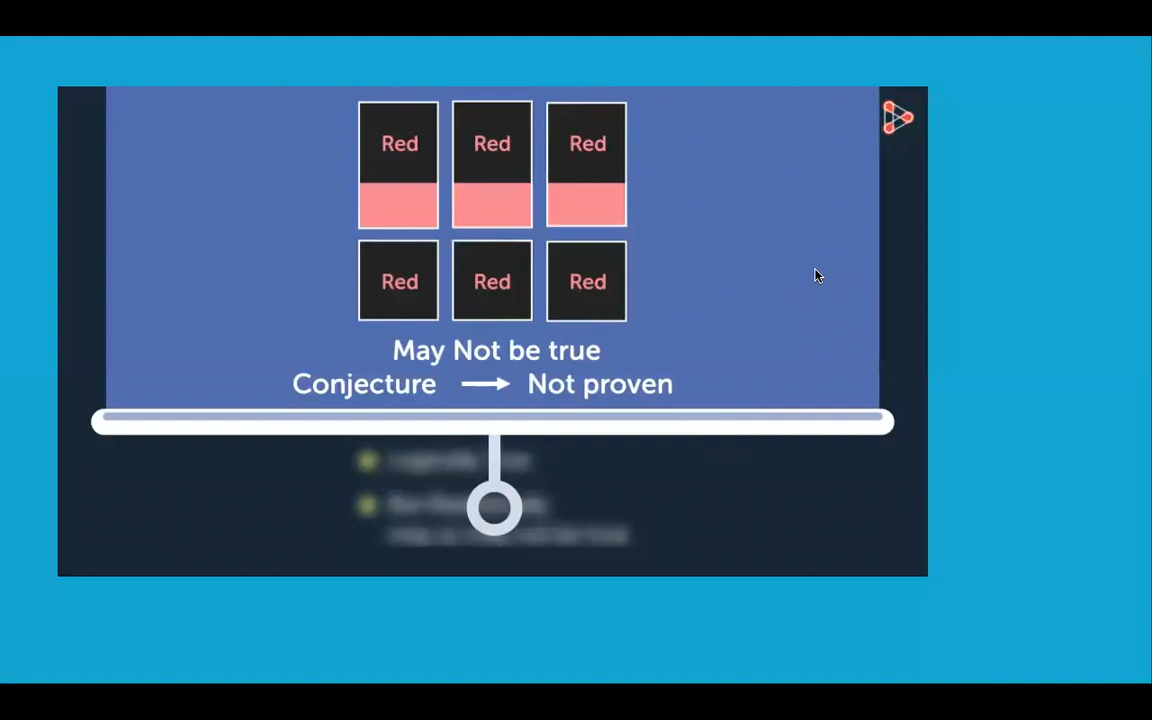 Red Red Red
Red Red Red
May Not be true
Conjecture → Not proven